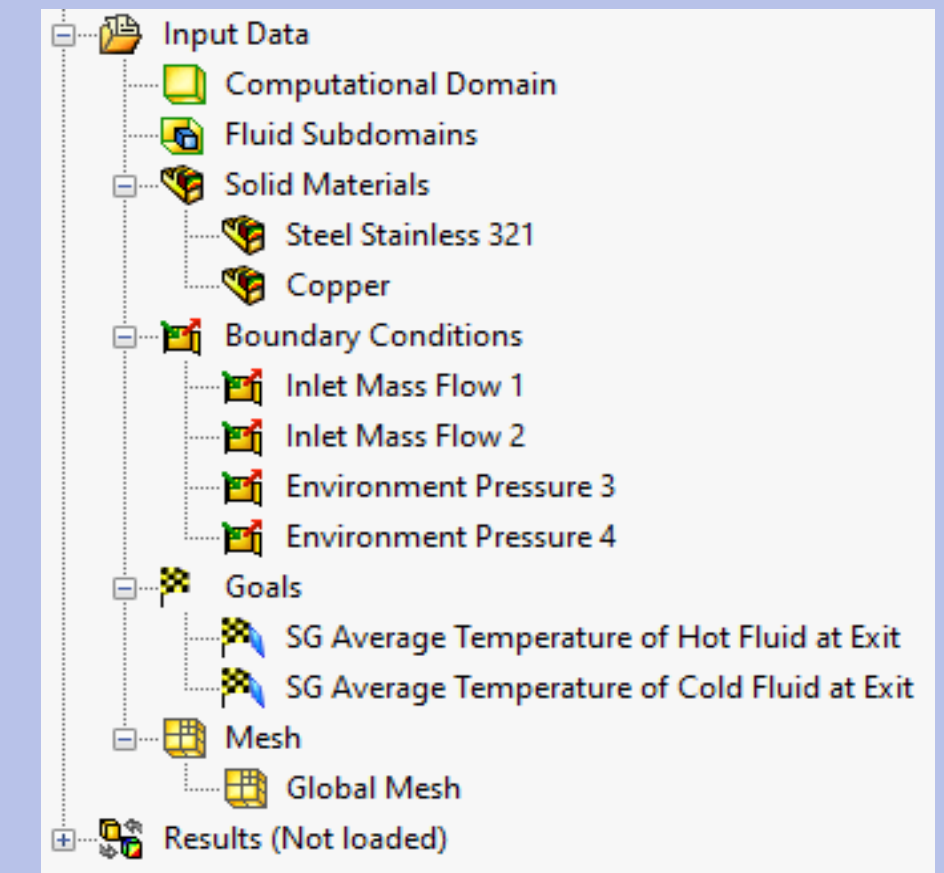 Input Data
Computational Domain
Fluid Subdomains
Solid Materials
Steel Stainless 321
Copper
Boundary Conditions
Inlet Mass Flow 1
Inlet Mass Flow 2
Environment Pressure 3
Environment Pressure 4
Goals
SG Average Temperature of Hot Fluid at Exit
SG Average Temperature of Cold Fluid at Exit
Mesh
Global Mesh
Results (Not loaded)